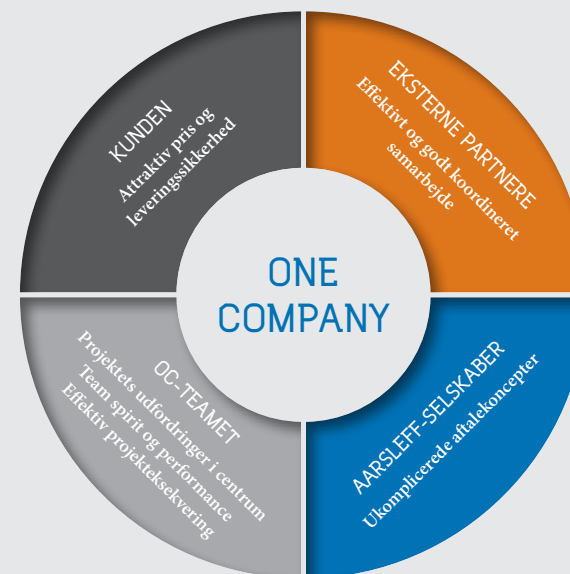 KUNDEN
Attraktiv pris og
leveringssikkerhed
EKSTERNE PARTNERE
Effektivt og godt koordineret
samarbejde
ONE
COMPANY
OC-TEAMET
Projektets udfordringer i centrum
Team spirit og performance
Effektiv projekteksekvering
AARSLEFF-SELSKABER
Ukomplicerede aftalekoncepter